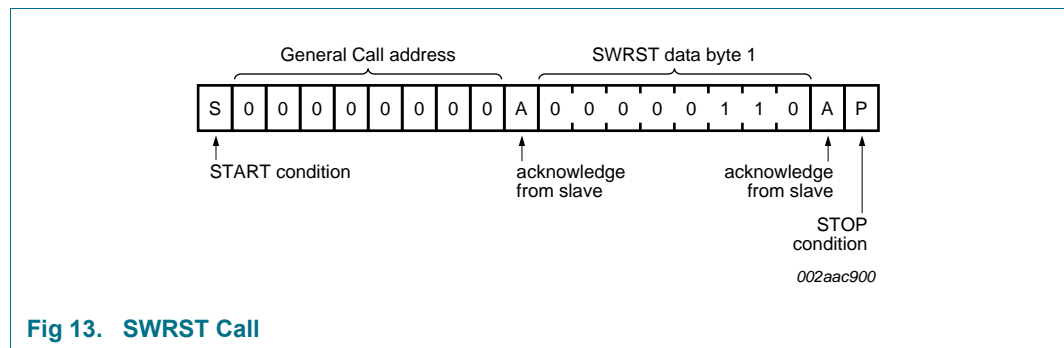 General Call address SWRST data byte 1
S 0 0 0 0 0 0 0 0 A 0 0 0 0 0 1 1 0 A P
START condition acknowledge acknowledge
from slave from slave
STOP
condition
002aac900
Fig 13. SWRST Call